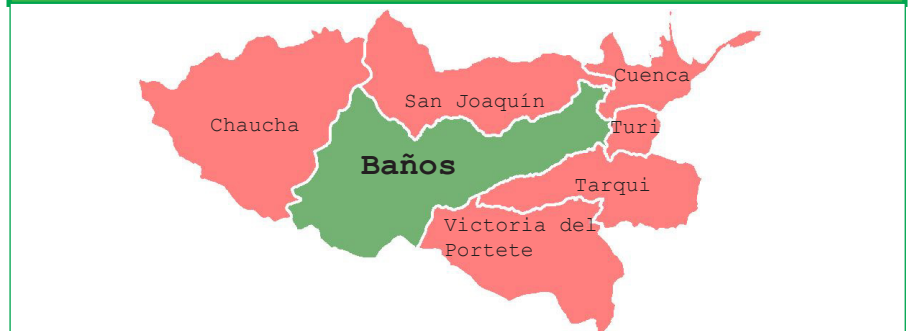 Cuenca
San Joaquín
Chaucha
Turi
Baños
Tarqui
Victoria del
Portete